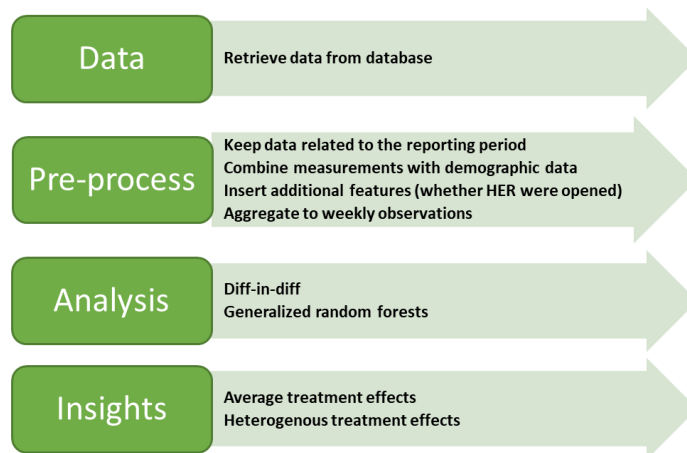 Data
Retrieve data from database
Pre-process
Keep data related to the reporting period
Combine measurements with demographic data
Insert additional features (whether HER were opened)
Aggregate to weekly observations
Analysis
Diff-in-diff
Generalized random forests
Insights
Average treatment effects
Heterogenous treatment effects